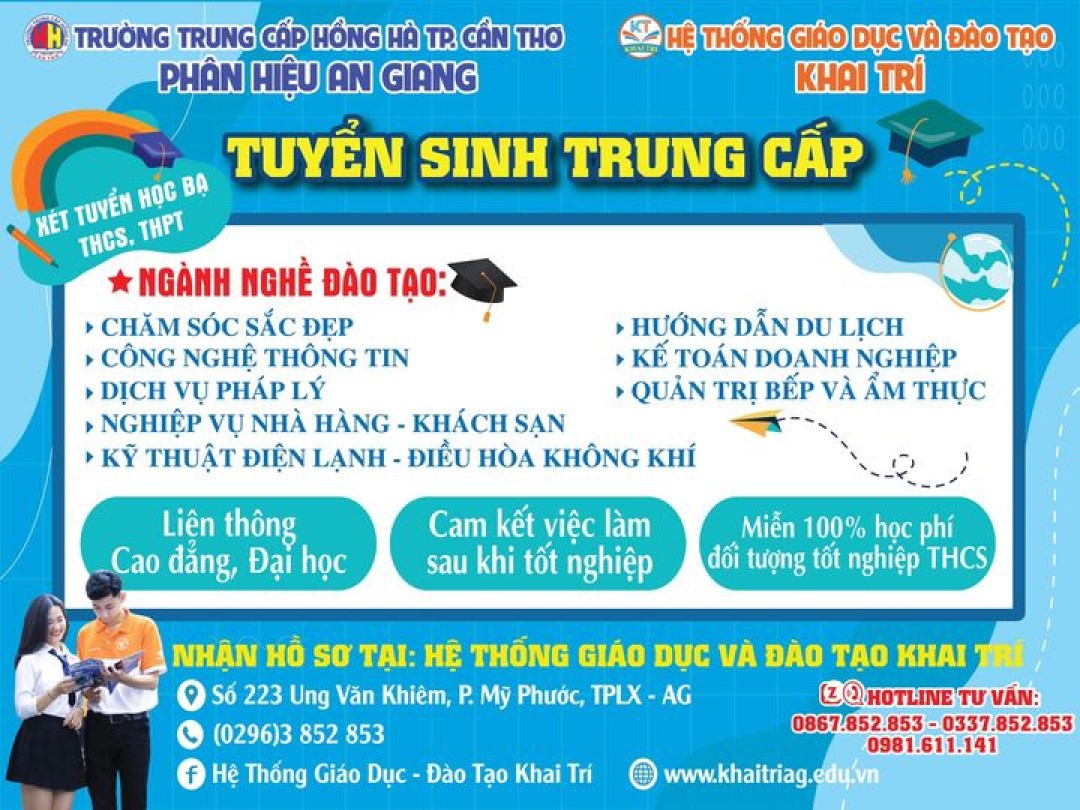 TRƯỜNG TRUNG CẤP HỒNG HÀ TP. CẦN THƠ
PHÂN HIỆU AN GIANG
KT
KHAI TRÍ
HỆ THỐNG GIÁO DỤC VÀ ĐÀO TẠO
KHAI TRÍ
TUYỂN SINH TRUNG CẤP
XÉT TUYỂN HỌC BẠ
THCS, THPT
NGÀNH NGHỀ ĐÀO TẠO:
CHĂM SÓC SẮC ĐẸP
CÔNG NGHỆ THÔNG TIN
DỊCH VỤ PHÁP LÝ
NGHIỆP VỤ NHÀ HÀNG - KHÁCH SẠN
KỸ THUẬT ĐIỆN LẠNH - ĐIỀU HÒA KHÔNG KHÍ
HƯỚNG DẪN DU LỊCH
KẾ TOÁN DOANH NGHIỆP
QUẢN TRỊ BẾP VÀ ẨM THỰC
Liên thông
Cao đẳng, Đại học
Cam kết việc làm
sau khi tốt nghiệp
Miễn 100% học phí
đối tượng tốt nghiệp THCS
NHẬN HỒ SƠ TẠI: HỆ THỐNG GIÁO DỤC VÀ ĐÀO TẠO KHAI TRÍ
Số 223 Ung Văn Khiêm, P. Mỹ Phước, TPLX - AG
(0296)3 852 853
Hệ Thống Giáo Dục - Đào Tạo Khai Trí
www.khaitriag.edu.vn
HOTLINE TƯ VẤN:
0867.852.853 - 0337.852.853
0981.611.141